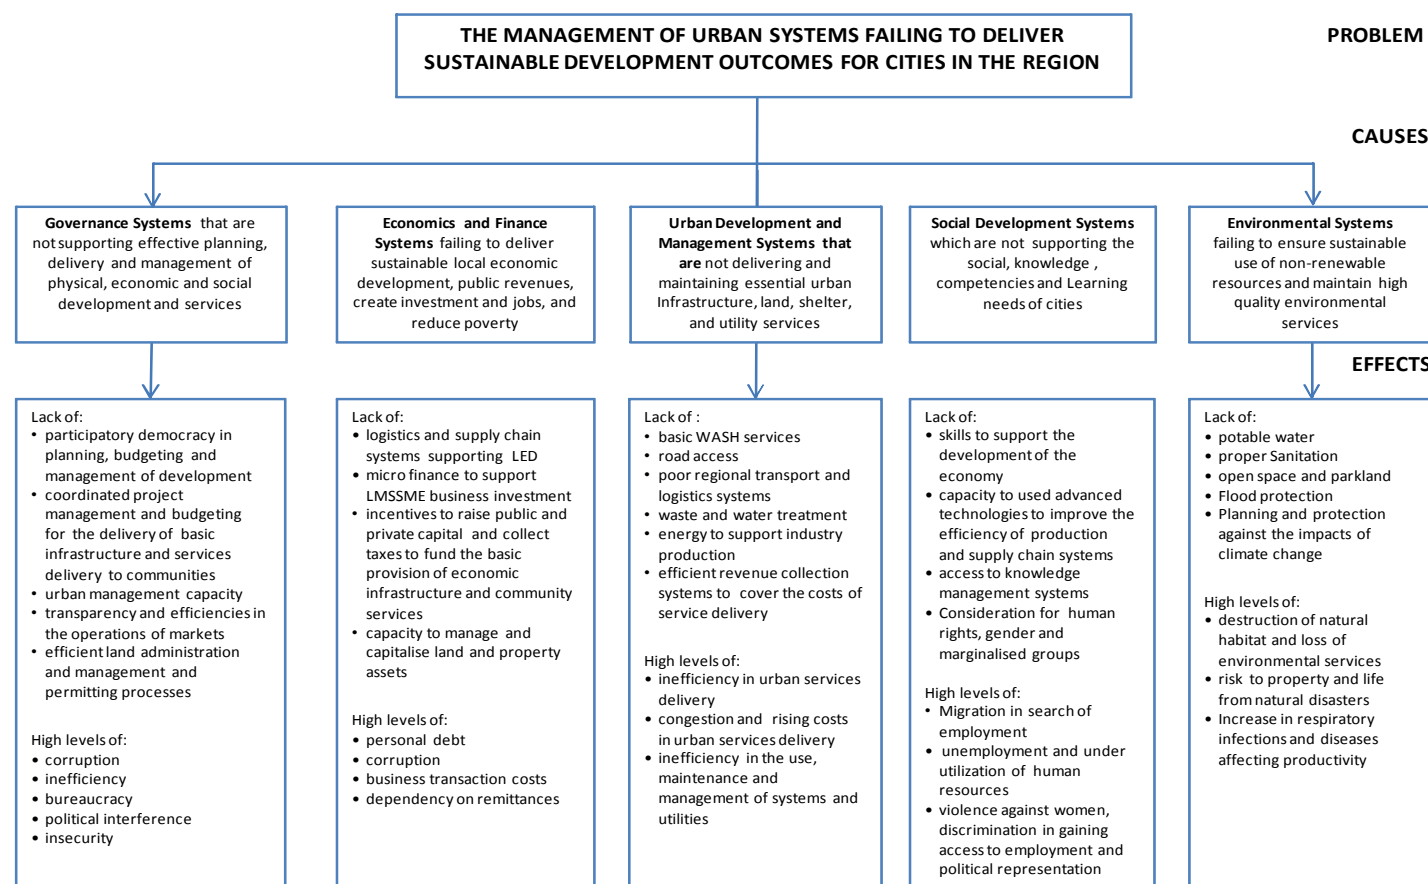 THE MANAGEMENT OF URBAN SYSTEMS FAILING TO DELIVER
SUSTAINABLE DEVELOPMENT OUTCOMES FOR CITIES IN THE REGION
PROBLEM
CAUSES
Governance Systems that are
not supporting effective planning,
delivery and management of
physical, economic and social
development and services
Economics and Finance
Systems failing to deliver
sustainable local economic
development, public revenues,
create investment and jobs, and
reduce poverty
Urban Development and
Management Systems that
are not delivering and
maintaining essential urban
Infrastructure, land, shelter,
and utility services
Social Development Systems
which are not supporting the
social, knowledge ,
competencies and Learning
needs of cities
Environmental Systems
failing to ensure sustainable
use of non-renewable
resources and maintain high
quality environmental
services
EFFECTS
Lack of:
• participatory democracy in
planning, budgeting and
management of development
• coordinated project
management and budgeting
for the delivery of basic
infrastructure and services
delivery to communities
• urban management capacity
• transparency and efficiencies in
the operations of markets
• efficient land administration
and management and
permitting processes
High levels of:
• corruption
• inefficiency
• bureaucracy
• political interference
• insecurity
Lack of:
• logistics and supply chain
systems supporting LED
• micro finance to support
LMSSME business investment
• incentives to raise public and
private capital and collect
taxes to fund the basic
provision of economic
infrastructure and community
services
• capacity to manage and
capitalise land and property
assets
High levels of:
• personal debt
• corruption
• business transaction costs
• dependency on remittances
Lack of :
• basic WASH services
• road access
• poor regional transport and
logistics systems
• waste and water treatment
• energy to support industry
production
• efficient revenue collection
systems to cover the costs of
service delivery
High levels of:
• inefficiency in urban services
delivery
• congestion and rising costs
in urban services delivery
• inefficiency in the use,
maintenance and
management of systems and
utilities
Lack of:
• skills to support the
development of the
economy
• capacity to used advanced
technologies to improve the
efficiency of production
and supply chain systems
• access to knowledge
management systems
• Consideration for human
rights, gender and
marginalised groups
High levels of:
• Migration in search of
employment
• unemployment and under
utilization of human
resources
• violence against women,
discrimination in gaining
access to employment and
political representation
Lack of:
• potable water
• proper Sanitation
• open space and parkland
• Flood protection
• Planning and protection
against the impacts of
climate change
High levels of:
• destruction of natural
habitat and loss of
environmental services
• risk to property and life
from natural disasters
• Increase in respiratory
infections and diseases
affecting productivity